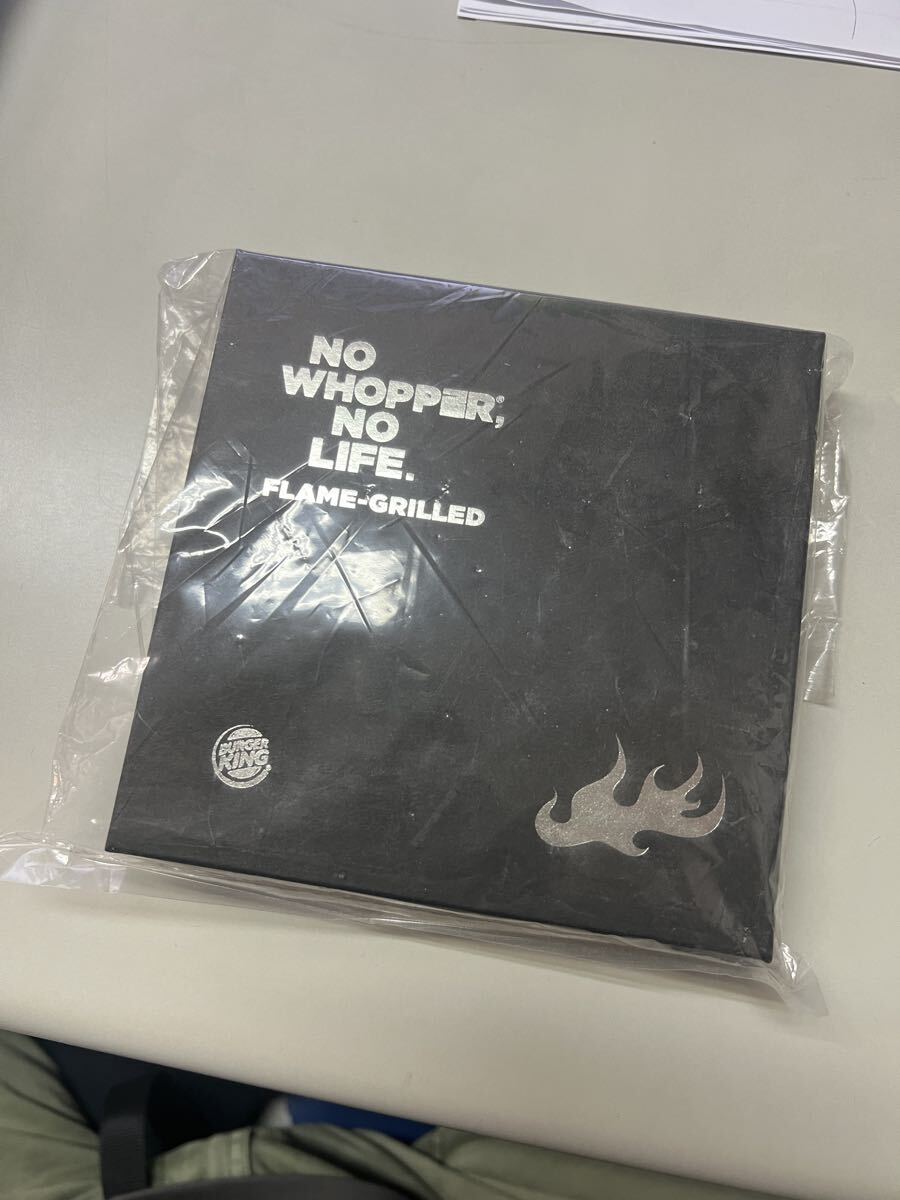 NO
WHOPPER®;
NO
LIFE.
FLAME-GRILLED
BURGER
KING®